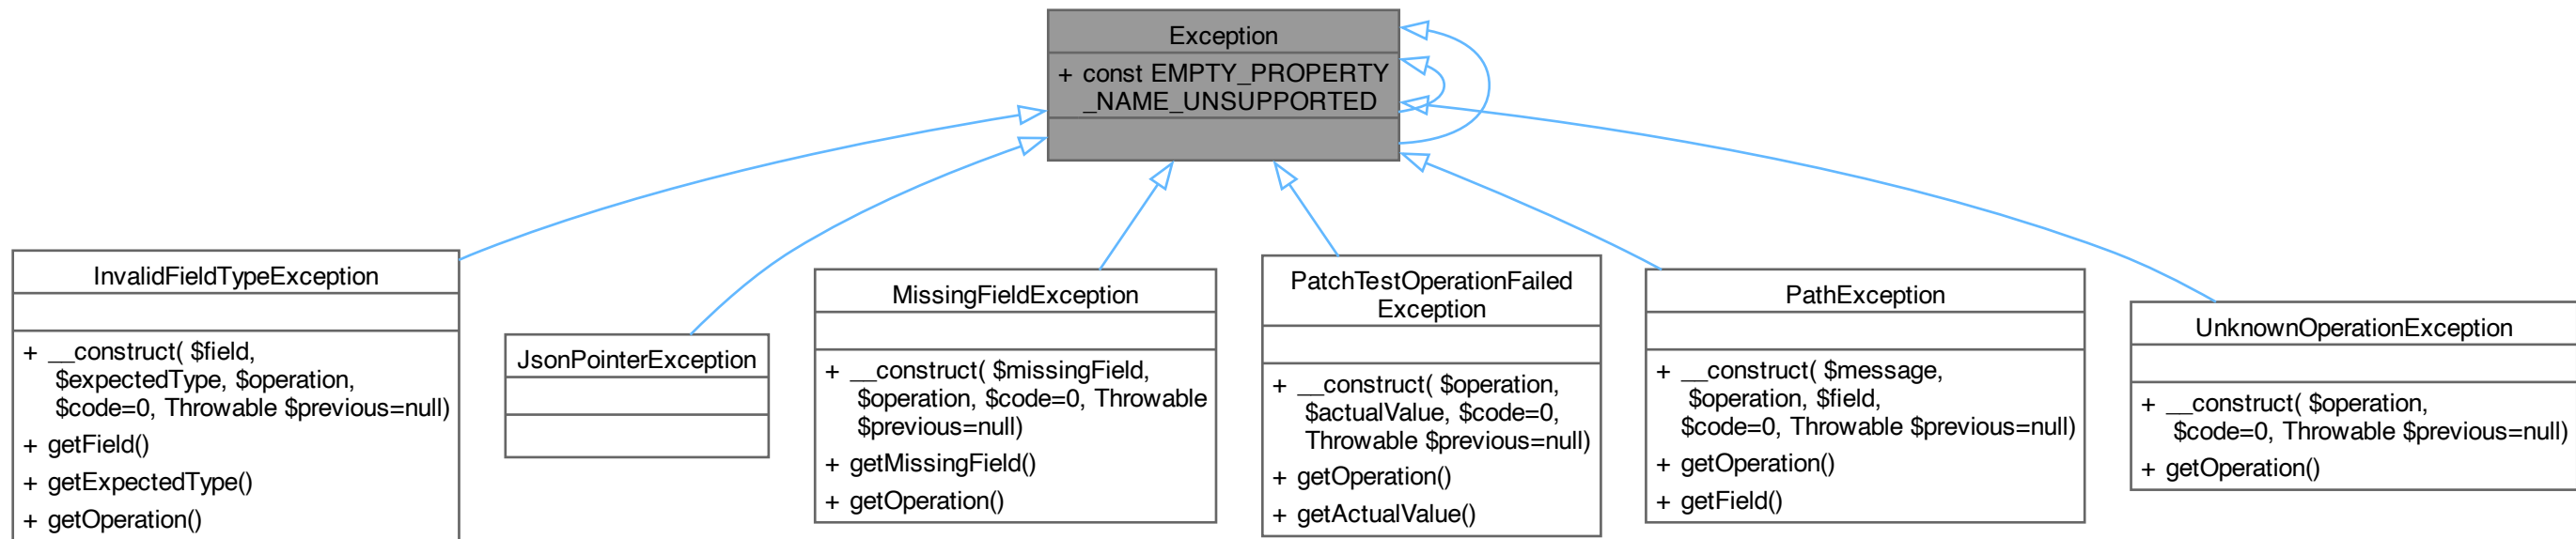 Exception
+ const EMPTY_PROPERTY
_NAME_UNSUPPORTED
InvalidFieldTypeException
+ __construct( $field,
$expectedType, $operation,
$code=0, Throwable $previous=null)
+ getField()
+ getExpectedType()
+ getOperation()
JsonPointerException
MissingFieldException
+ __construct( $missingField,
$operation, $code=0, Throwable
$previous=null)
+ getMissingField()
+ getOperation()
PatchTestOperationFailed
Exception
+ __construct( $operation,
$actualValue, $code=0,
Throwable $previous=null)
+ getOperation()
+ getActualValue()
PathException
+ __construct( $message,
$operation, $field,
$code=0, Throwable $previous=null)
+ getOperation()
+ getField()
UnknownOperationException
+ __construct( $operation,
$code=0, Throwable $previous=null)
+ getOperation()